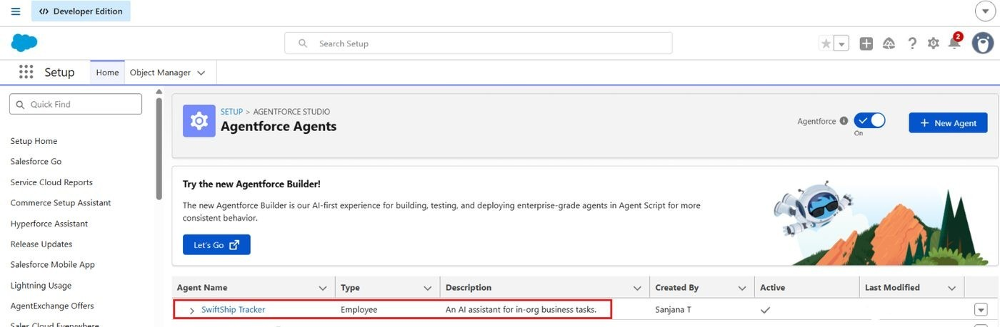 Developer Edition
Search Setup
2
Setup
Home
Object Manager
Quick Find
Setup Home
Salesforce Go
Service Cloud Reports
Commerce Setup Assistant
Hyperforce Assistant
Release Updates
Salesforce Mobile App
Lightning Usage
AgentExchange Offers
Sales Cloud Everywhere
SETUP > AGENTFORCE STUDIO
Agentforce Agents
Agentforce
On
New Agent
Try the new Agentforce Builder!
The new Agentforce Builder is our AI-first experience for building, testing, and deploying enterprise-grade agents in Agent Script for more
consistent behavior.
Let's Go
Agent Name Type Description Created By Active Last Modified
SwiftShip Tracker Employee An AI assistant for in-org business tasks. Sanjana T